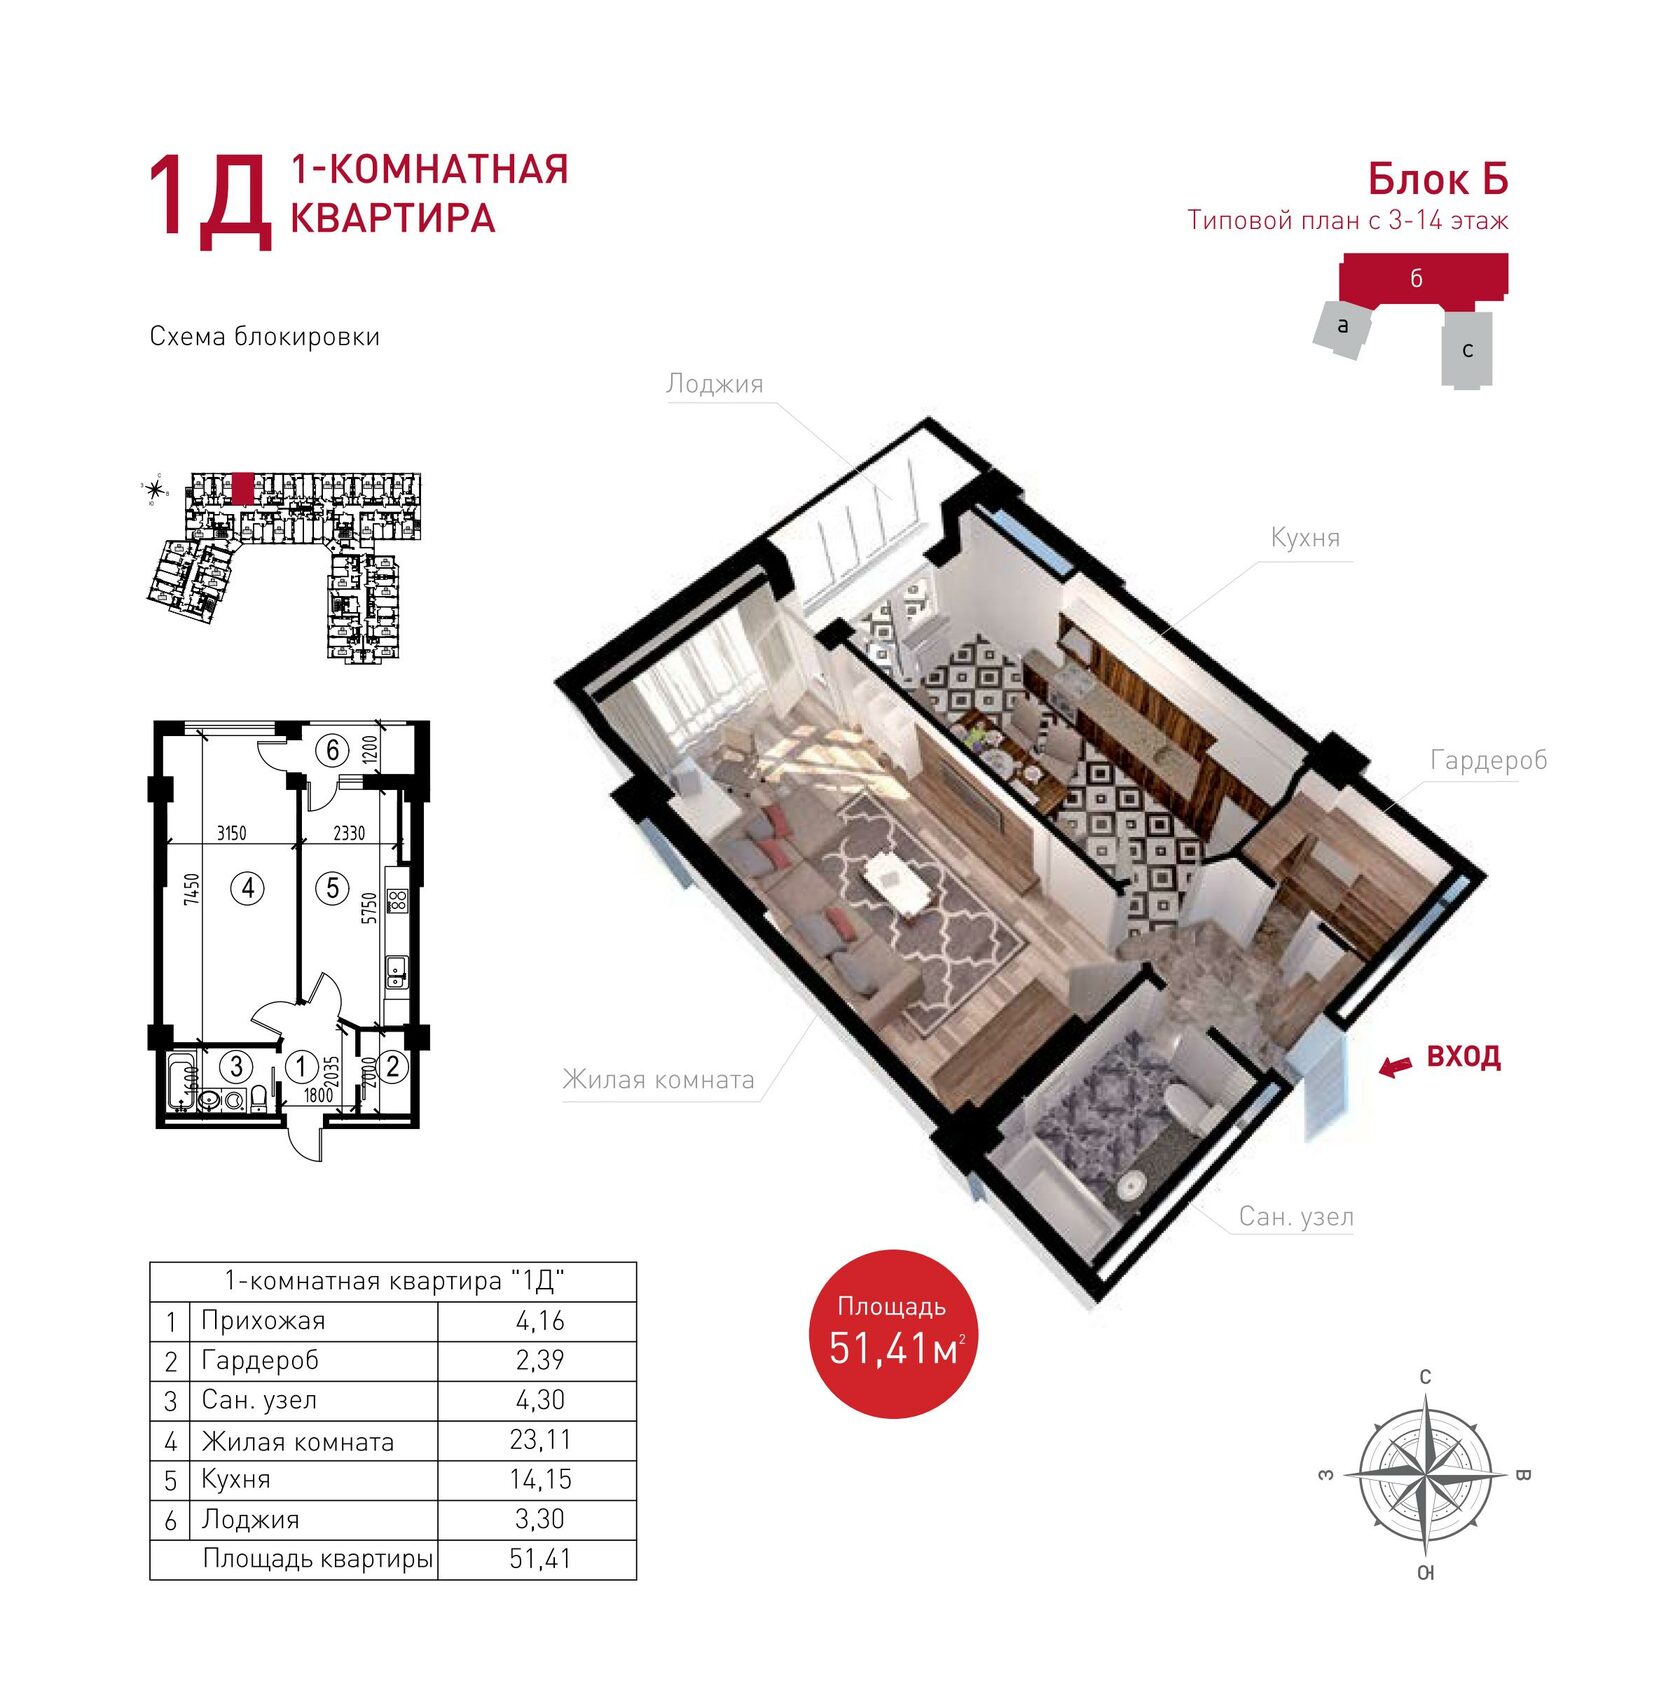 1Д
1-КОМНАТНАЯ
КВАРТИРА
Блок Б
Типовой план с 3-14 этаж
б
а
с
Схема блокировки
Лоджия
Кухня
Гардероб
ВХОД
Жилая комната
Сан. узел
6
1200
3150
2330
7450
4
5
5750
3
1
2
1600
1800
2035
2000
1-комнатная квартира "1Д"
1 Прихожая 4,16
2 Гардероб 2,39
3 Сан. узел 4,30
4 Жилая комната 23,11
5 Кухня 14,15
6 Лоджия 3,30
Площадь квартиры 51,41
Площадь
51,41м²
С
З
В
Ю